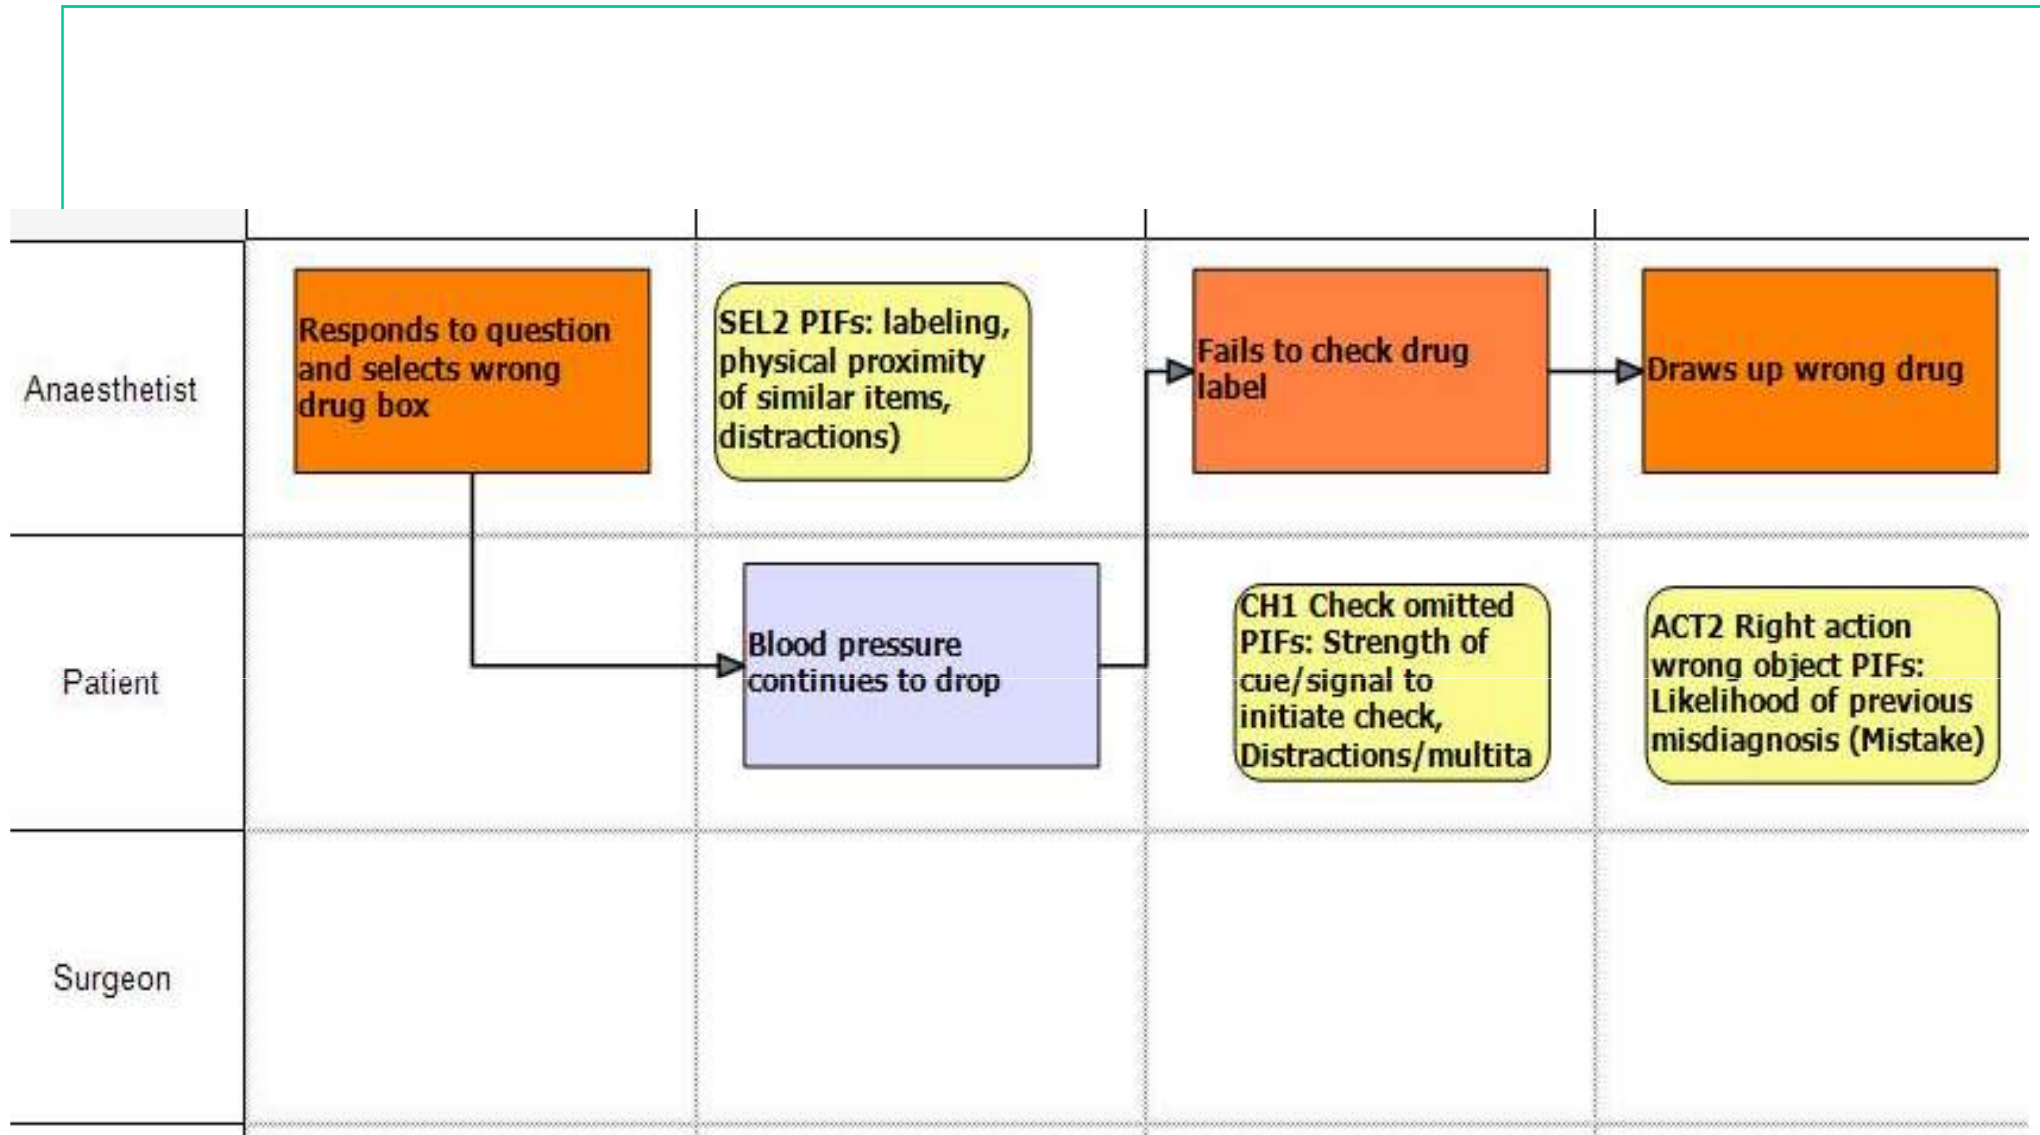 Anaesthetist
Responds to question
and selects wrong
drug box
SEL2 PIFs: labeling,
physical proximity
of similar items,
distractions)
Fails to check drug
label
Draws up wrong drug
Patient
Blood pressure
continues to drop
CH1 Check omitted
PIFs: Strength of
cue/signal to
initiate check,
Distractions/multita
ACT2 Right action
wrong object PIFs:
Likelihood of previous
misdiagnosis (Mistake)
Surgeon